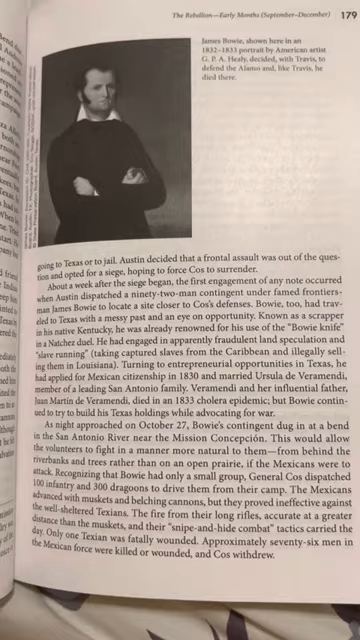 The Rebellion—Early Months (September–December) 179
James Bowie, shown here in an
1832–1833 portrait by American artist
G. P. A. Healy, decided, with Travis, to
defend the Alamo and, like Travis, he
died there.
going to Texas or to jail. Austin decided that a frontal assault was out of the ques-
tion and opted for a siege, hoping to force Cos to surrender.
About a week after the siege began, the first engagement of any note occurred
when Austin dispatched a ninety-two-man contingent under famed frontiers-
man James Bowie to locate a site closer to Cos's defenses. Bowie, too, had trav-
eled to Texas with a messy past and an eye on opportunity. Known as a scrapper
in his native Kentucky, he was already renowned for his use of the “Bowie knife”
in a Natchez duel. He had engaged in apparently fraudulent land speculation and
“slave running” (taking captured slaves from the Caribbean and illegally sell-
ing them in Louisiana). Turning to entrepreneurial opportunities in Texas, he
had applied for Mexican citizenship in 1830 and married Ursula de Veramendi,
member of a leading San Antonio family. Veramendi and her influential father,
Juan Martín de Veramendi, died in an 1833 cholera epidemic; but Bowie contin-
ued to try to build his Texas holdings while advocating for war.
As night approached on October 27, Bowie's contingent dug in at a bend
in the San Antonio River near the Mission Concepción. This would allow
the volunteers to fight in a manner more natural to them—from behind the
riverbanks and trees rather than on an open prairie, if the Mexicans were to
attack. Recognizing that Bowie had only a small group, General Cos dispatched
100 infantry and 300 dragoons to drive them from their camp. The Mexicans
advanced with muskets and belching cannons, but they proved ineffective against
the well-sheltered Texians. The fire from their long rifles, accurate at a greater
distance than the muskets, and their “snipe-and-hide combat” tactics carried the
day. Only one Texian was fatally wounded. Approximately seventy-six men in
the Mexican force were killed or wounded, and Cos withdrew.